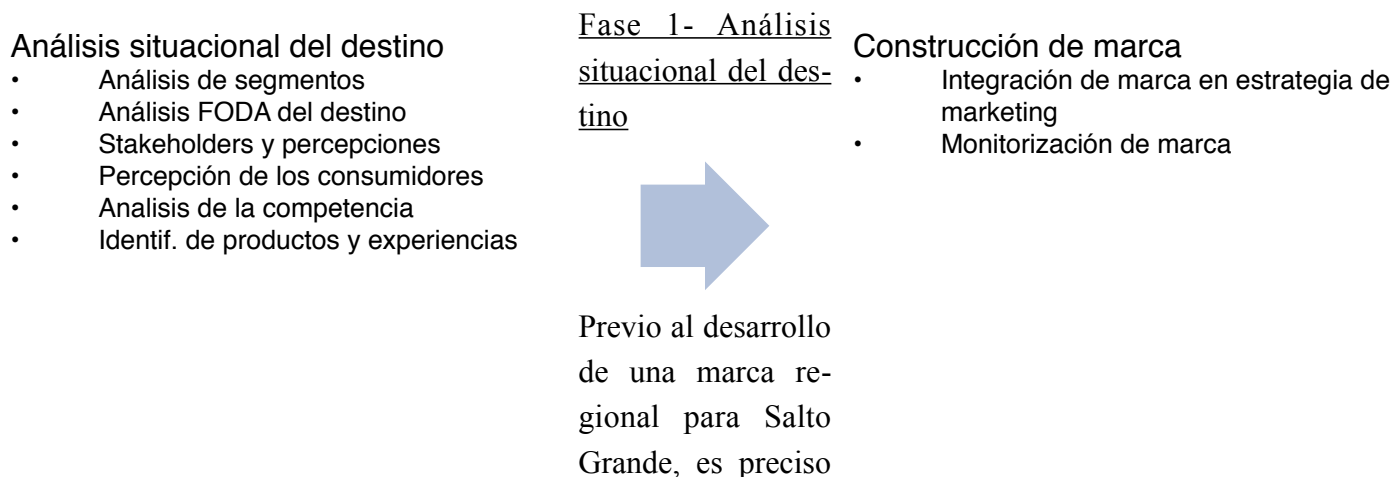 Análisis situacional del destino
• Análisis de segmentos
• Análisis FODA del destino
• Stakeholders y percepciones
• Percepción de los consumidores
• Analisis de la competencia
• Identif. de productos y experiencias
Fase 1- Análisis
situacional del des-
tino
Previo al desarrollo
de una marca re-
gional para Salto
Grande, es preciso
Construcción de marca
• Integración de marca en estrategia de
marketing
• Monitorización de marca